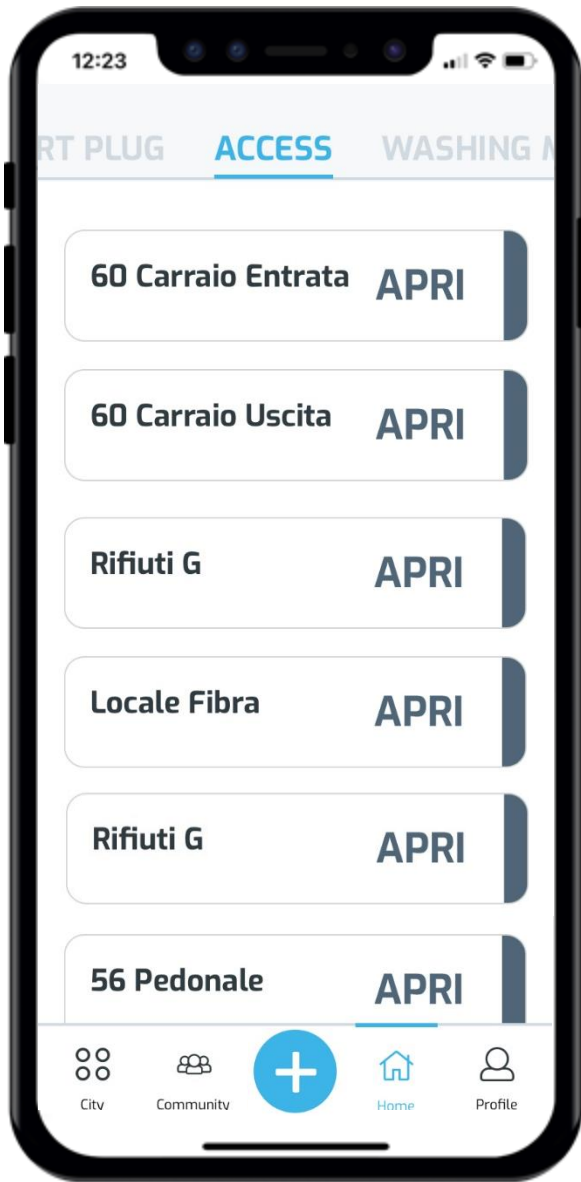 12:23
RT PLUG ACCESS WASHING M
60 Carraio Entrata APRI
60 Carraio Uscita APRI
Rifiuti G APRI
Locale Fibra APRI
Rifiuti G APRI
56 Pedonale APRI
City Community Home Profile